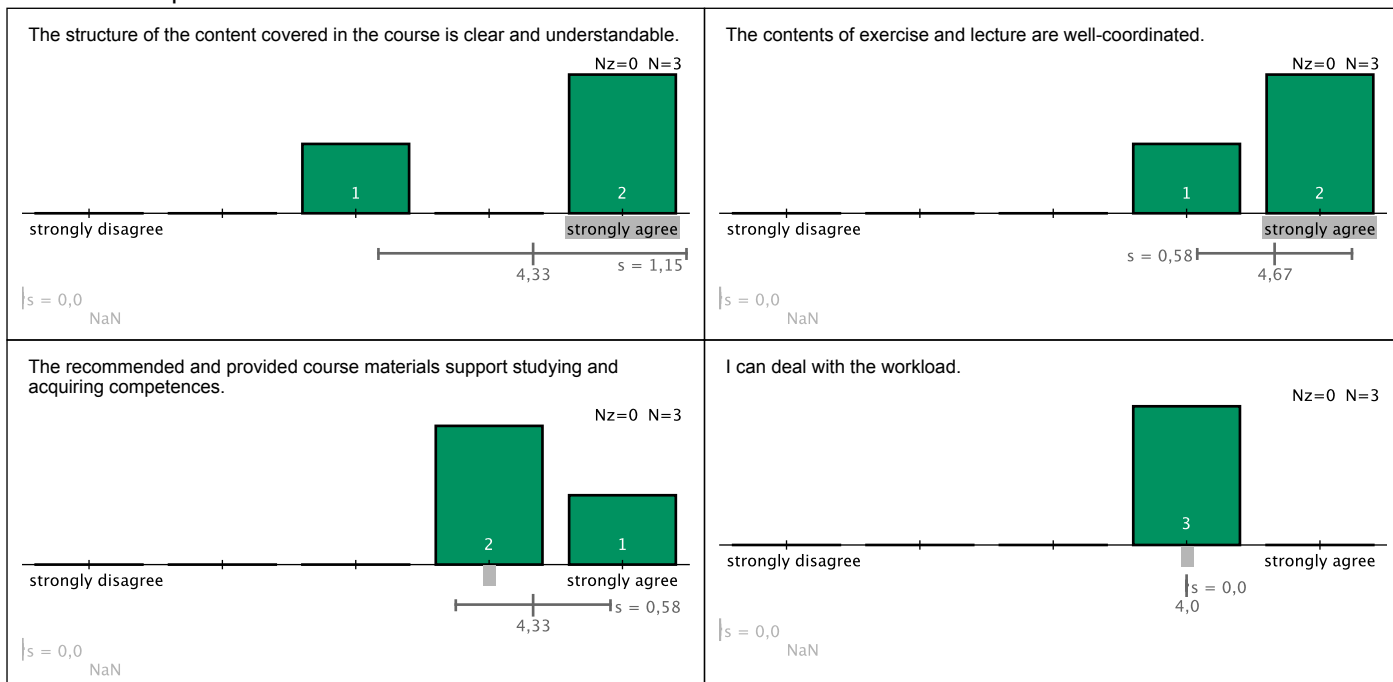 The structure of the content covered in the course is clear and understandable.
Nz=0 N=3
1
2
strongly disagree
strongly agree
4,33
s = 1,15
s = 0,0
NaN
The contents of exercise and lecture are well-coordinated.
Nz=0 N=3
1
2
strongly disagree
strongly agree
s = 0,58
4,67
s = 0,0
NaN
The recommended and provided course materials support studying and
acquiring competences.
Nz=0 N=3
2
1
strongly disagree
strongly agree
s = 0,58
4,33
s = 0,0
NaN
I can deal with the workload.
Nz=0 N=3
3
strongly disagree
strongly agree
s = 0,0
4,0
s = 0,0
NaN